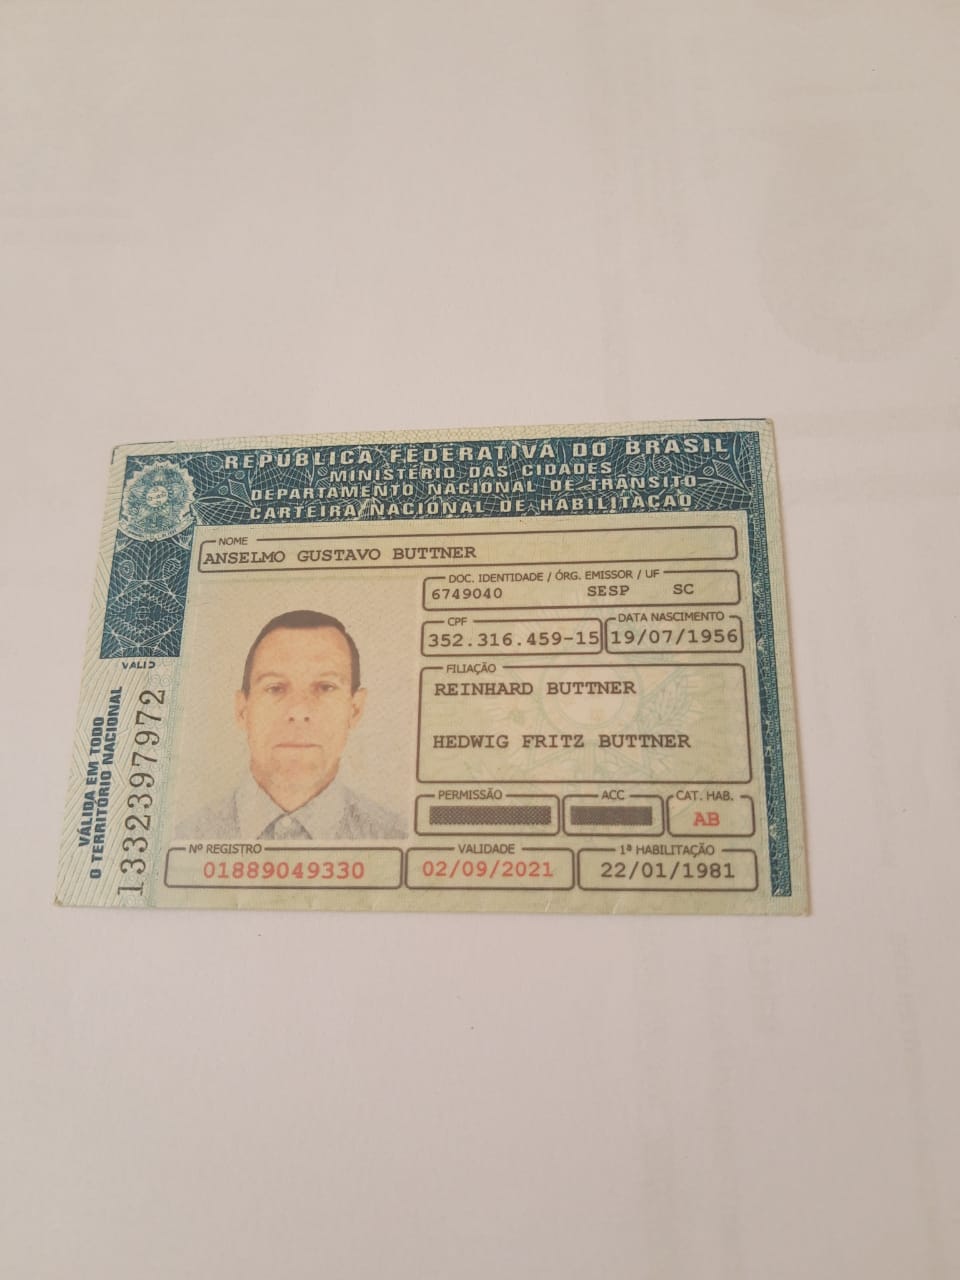 REPÚBLICA FEDERATIVA DO BRASIL
MINISTÉRIO DAS CIDADES
DEPARTAMENTO NACIONAL DE TRÂNSITO
CARTEIRA NACIONAL DE HABILITAÇÃO
NOME
ANSELMO GUSTAVO BUTTNER
DOC. IDENTIDADE / ÓRG. EMISSOR / UF
6749040 SESP SC
CPF
352.316.459-15
DATA NASCIMENTO
19/07/1956
FILIAÇÃO
REINHARD BUTTNER
HEDWIG FRITZ BUTTNER
PERMISSÃO
ACC
CAT. HAB.
AB
Nº REGISTRO
01889049330
VALIDADE
02/09/2021
1ª HABILITAÇÃO
22/01/1981
VÁLIDA EM TODO
O TERRITÓRIO NACIONAL
1332397972